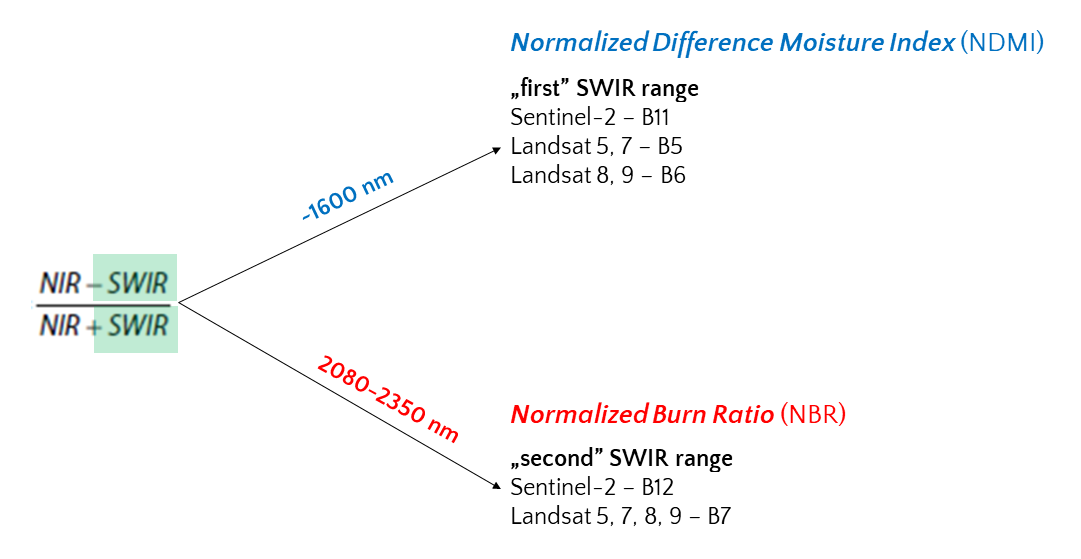 Normalized Difference Moisture Index (NDMI)
„first” SWIR range
Sentinel-2 – B11
Landsat 5, 7 – B5
Landsat 8, 9 – B6
~1600 nm
NIR – SWIR
NIR + SWIR
2080-2350 nm
Normalized Burn Ratio (NBR)
„second” SWIR range
Sentinel-2 – B12
Landsat 5, 7, 8, 9 – B7